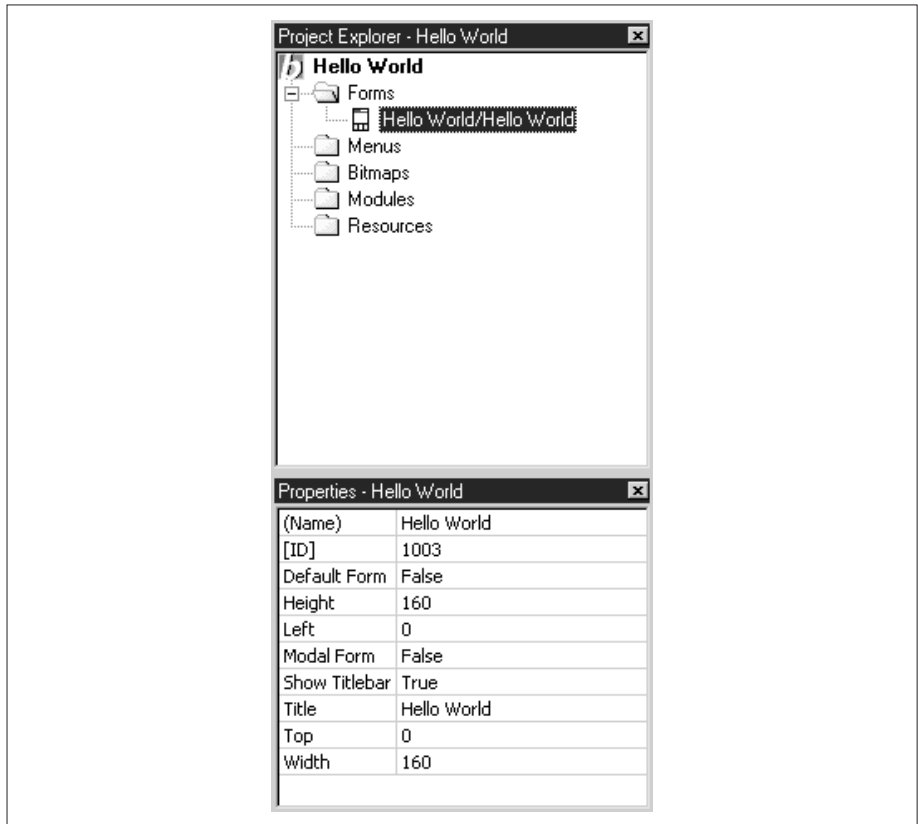 Project Explorer - Hello World
Hello World
Forms
Hello World/Hello World
Menus
Bitmaps
Modules
Resources
Properties - Hello World
(Name) Hello World
[ID] 1003
Default Form False
Height 160
Left 0
Modal Form False
Show Titlebar True
Title Hello World
Top 0
Width 160